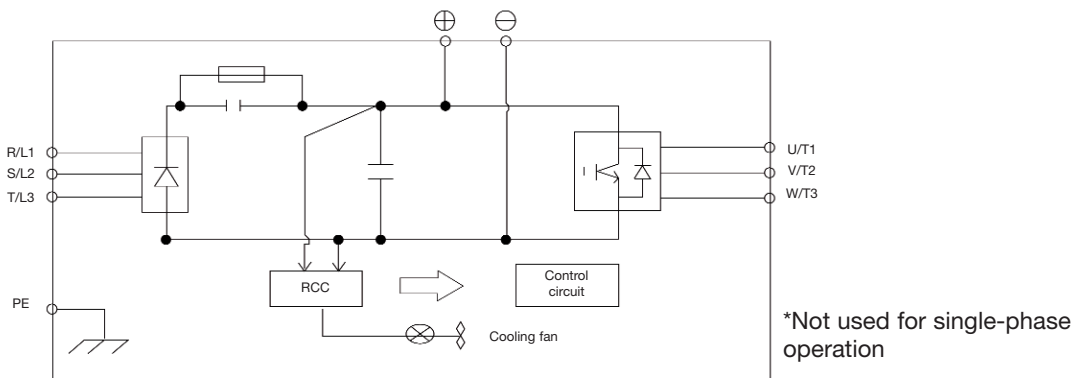 ⊕ ⊖
R/L1
S/L2
T/L3
U/T1
V/T2
W/T3
RCC
Control
circuit
PE
Cooling fan
*Not used for single-phase
operation